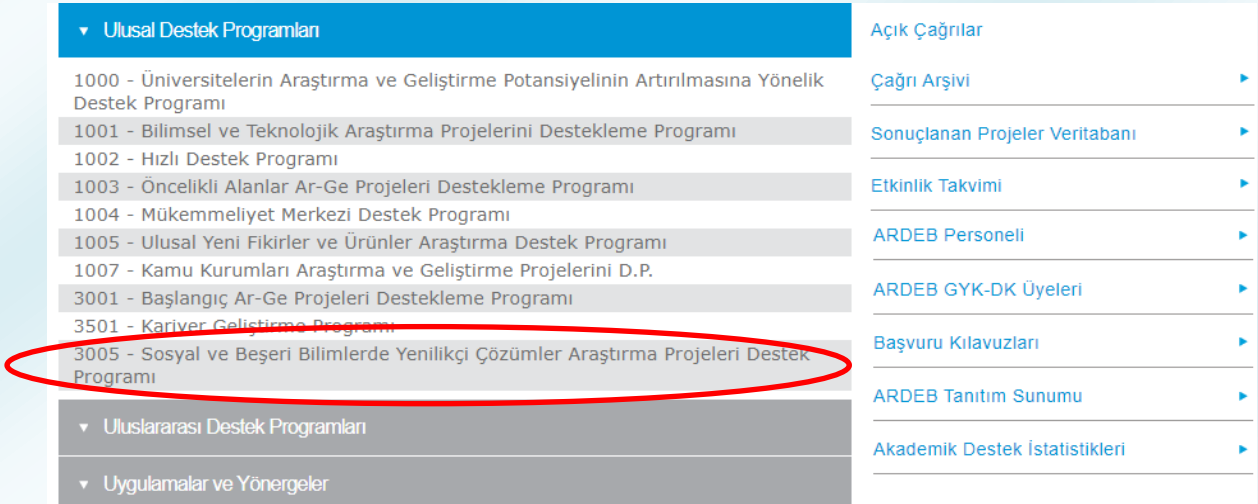 Ulusal Destek Programları
1000 - Üniversitelerin Araştırma ve Geliştirme Potansiyelinin Artırılmasına Yönelik
Destek Programı
1001 - Bilimsel ve Teknolojik Araştırma Projelerini Destekleme Programı
1002 - Hızlı Destek Programı
1003 - Öncelikli Alanlar Ar-Ge Projeleri Destekleme Programı
1004 - Mükemmeliyet Merkezi Destek Programı
1005 - Ulusal Yeni Fikirler ve Ürünler Araştırma Destek Programı
1007 - Kamu Kurumları Araştırma ve Geliştirme Projelerini D.P.
3001 - Başlangıç Ar-Ge Projeleri Destekleme Programı
3501 - Kariyer Geliştirme Programı
3005 - Sosyal ve Beşeri Bilimlerde Yenilikçi Çözümler Araştırma Projeleri Destek
Programı
Uluslararası Destek Programları
Uygulamalar ve Yönergeler
Açık Çağrılar
Çağrı Arşivi
Sonuçlanan Projeler Veritabanı
Etkinlik Takvimi
ARDEB Personeli
ARDEB GYK-DK Üyeleri
Başvuru Kılavuzları
ARDEB Tanıtım Sunumu
Akademik Destek İstatistikleri